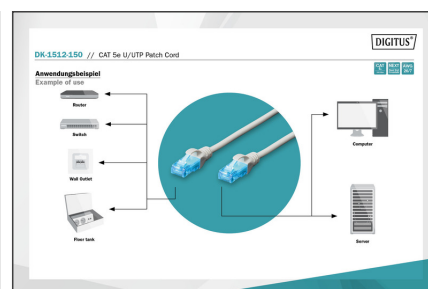 DIGITUS®
DK-1512-150 // CAT 5e U/UTP Patch Cord
Anwendungsbeispiel
Example of use
Router
Switch
Wall Outlet
Floor tank
Computer
Server